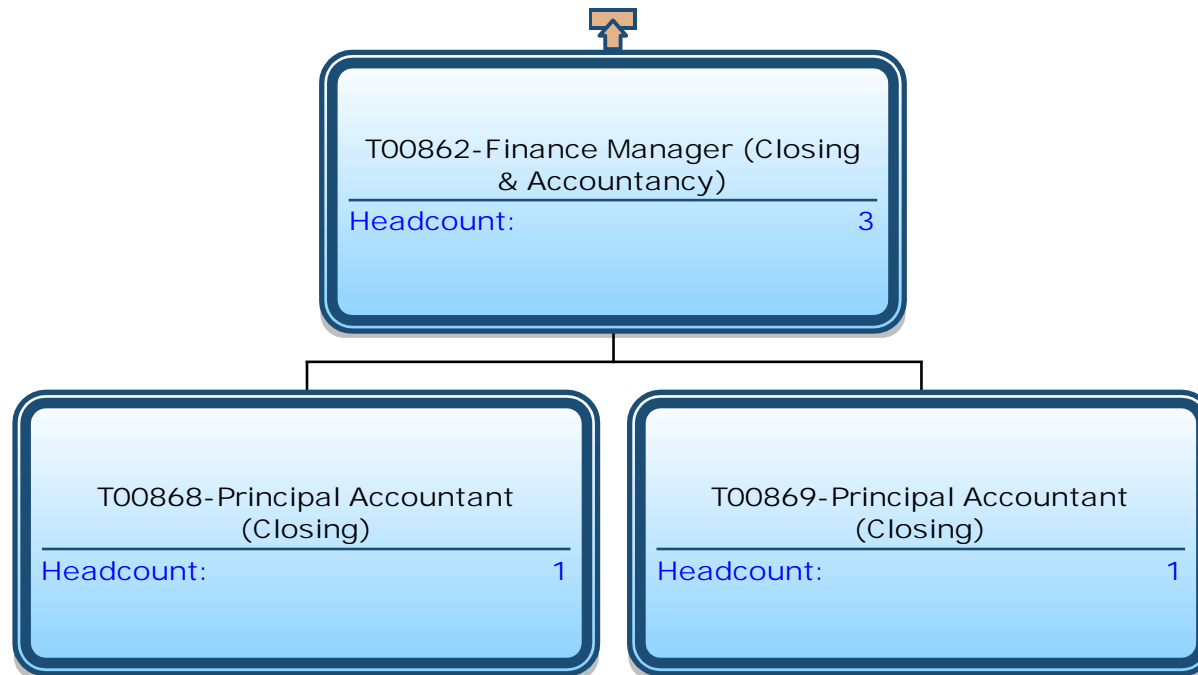 T00862-Finance Manager (Closing
& Accountancy)
Headcount: 3
T00868-Principal Accountant
(Closing)
Headcount: 1
T00869-Principal Accountant
(Closing)
Headcount: 1